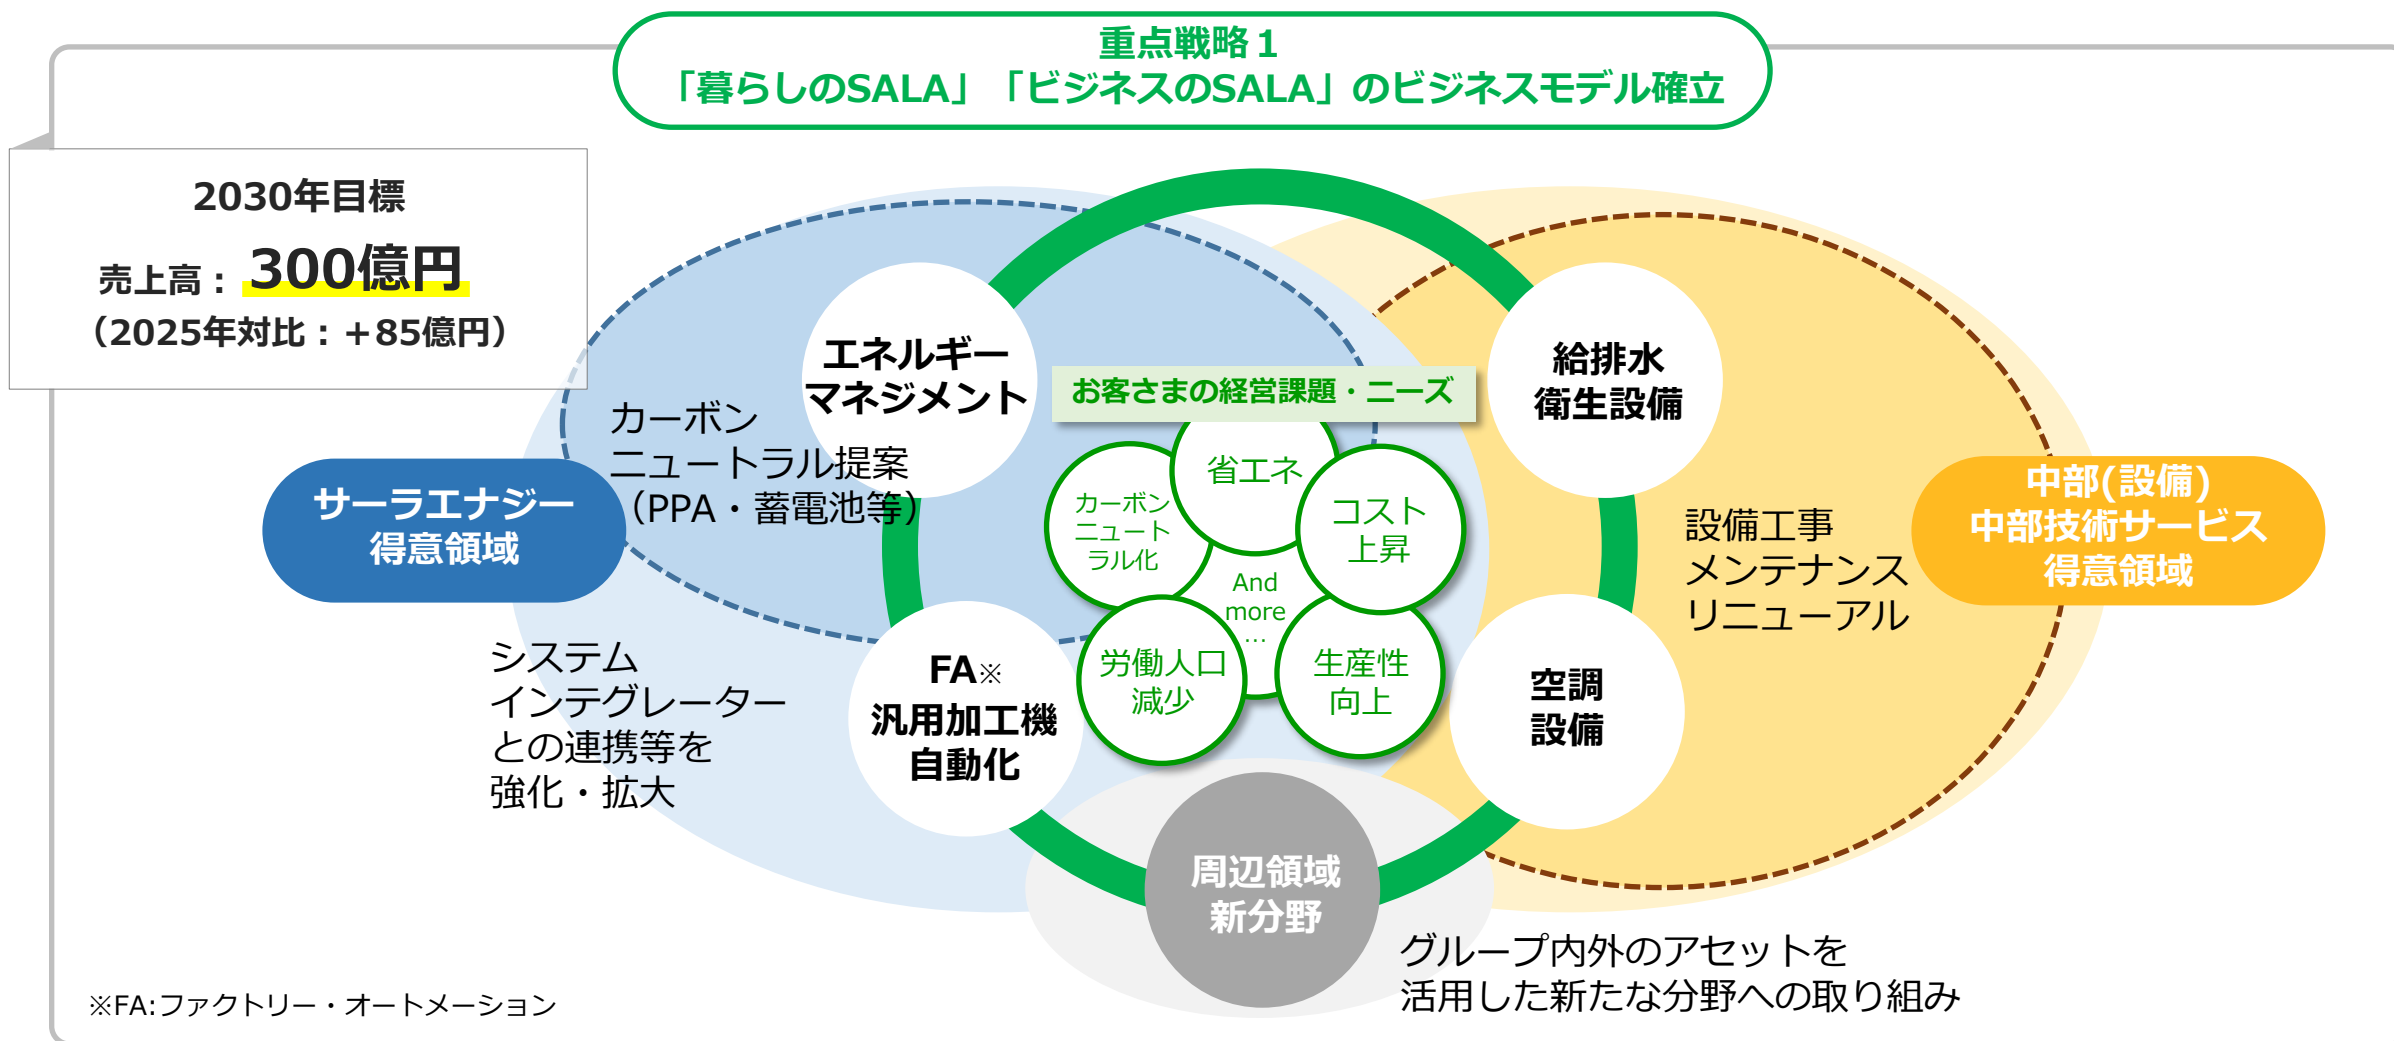 重点戦略1
「暮らしのSALA」「ビジネスのSALA」のビジネスモデル確立
2030年目標
売上高：300億円
（2025年対比：+85億円）
エネルギー
マネジメント
カーボン
ニュートラル提案
（PPA・蓄電池等）
サーラエナジー
得意領域
システム
インテグレーター
との連携等を
強化・拡大
FA※
汎用加工機
自動化
お客さまの経営課題・ニーズ
省エネ
カーボン
ニュート
ラル化
コスト
上昇
And
more
…
労働人口
減少
生産性
向上
給排水
衛生設備
設備工事
メンテナンス
リニューアル
中部(設備)
中部技術サービス
得意領域
空調
設備
周辺領域
新分野
グループ内外のアセットを
活用した新たな分野への取り組み
※FA:ファクトリー・オートメーション